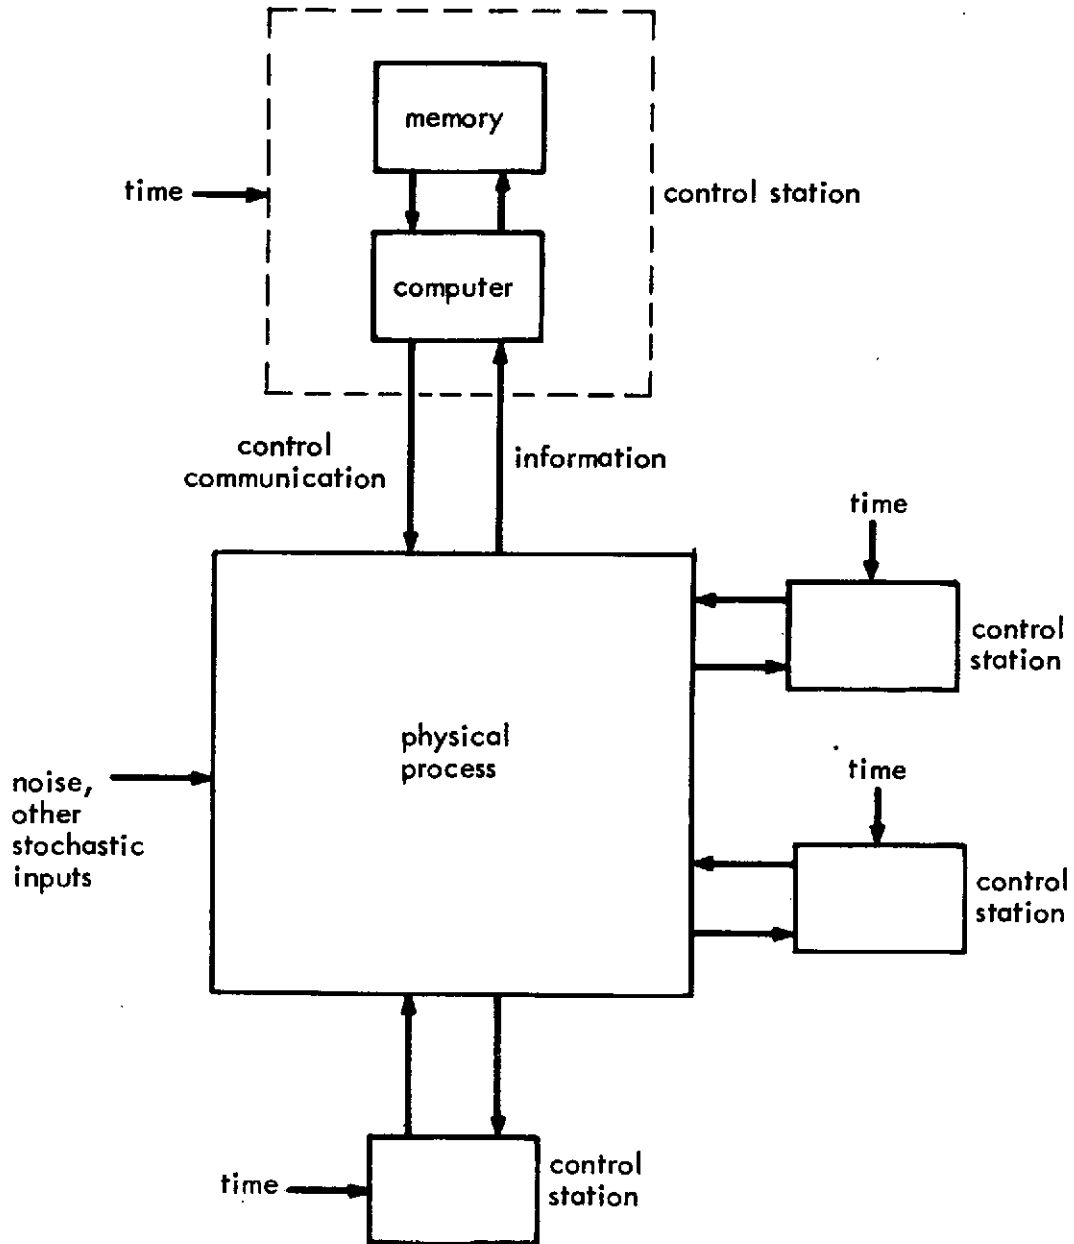 memory
time
control station
computer
control
communication
information
time
control
station
physical
process
time
noise,
other
stochastic
inputs
control
station
control
station
time